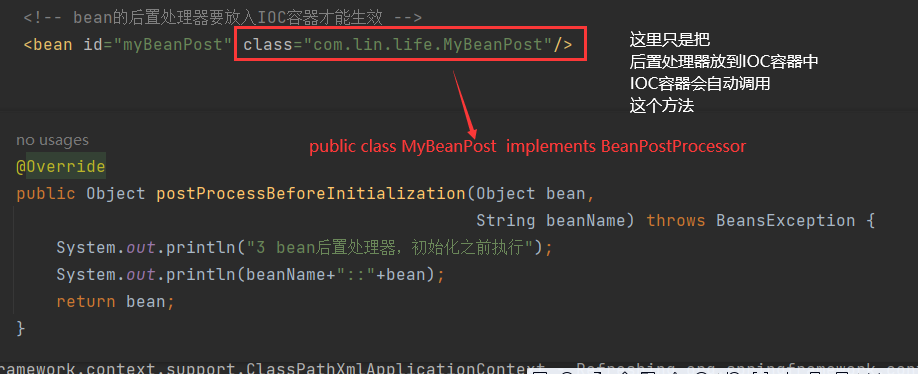 <!-- bean的后置处理器要放入IOC容器才能生效 -->
<bean id="myBeanPost" class="com.lin.life.MyBeanPost"/>
这里只是把
后置处理器放到IOC容器中
IOC容器会自动调用
这个方法
public class MyBeanPost  implements BeanPostProcessor
no usages
@Override
public Object postProcessBeforeInitialization(Object bean,
String beanName) throws BeansException {
System.out.println("3 bean后置处理器，初始化之前执行");
System.out.println(beanName+"::"+bean);
return bean;
}
ramework.context.support.ClassPathXmlApplicationContext